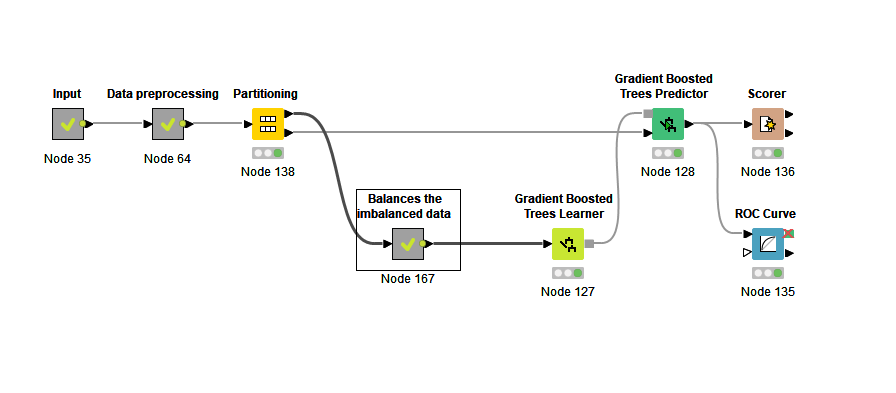 Input
Node 35
Data preprocessing
Node 64
Partitioning
Node 138
Balances the
imbalanced data
Node 167
Gradient Boosted
Trees Learner
Node 127
Gradient Boosted
Trees Predictor
Node 128
Scorer
Node 136
ROC Curve
Node 135